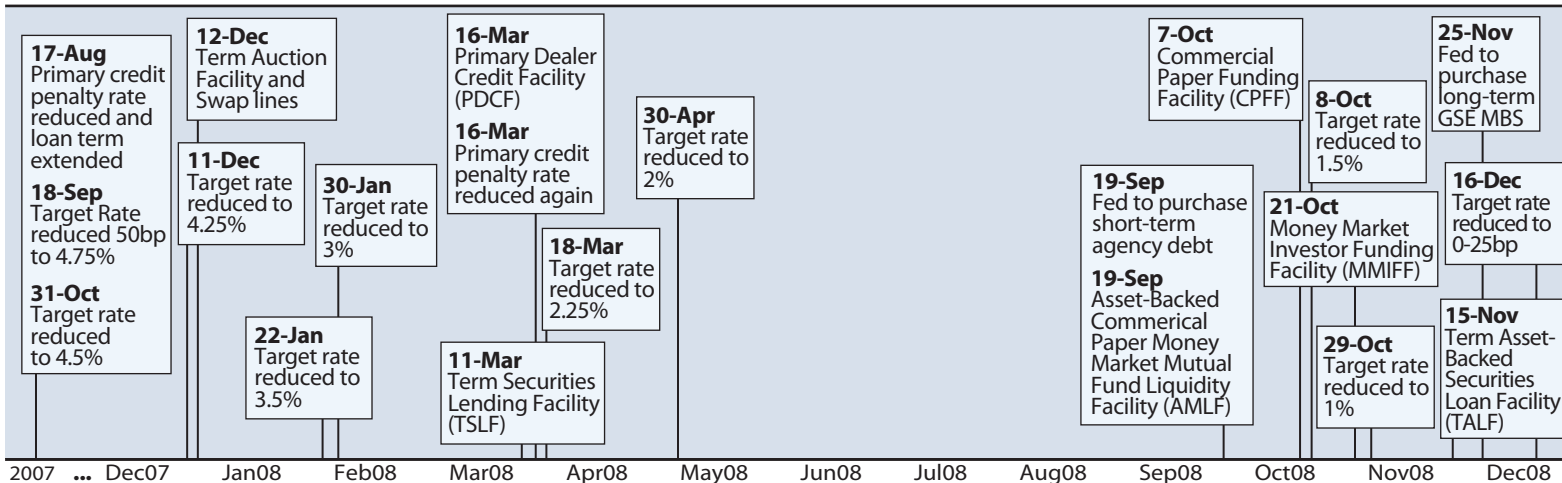 17-Aug
Primary credit
penalty rate
reduced and
loan term
extended
18-Sep
Target Rate
reduced 50bp
to 4.75%
31-Oct
Target rate
reduced
to 4.5%
12-Dec
Term Auction
Facility and
Swap lines
11-Dec
Target rate
reduced to
4.25%
22-Jan
Target rate
reduced to
3.5%
30-Jan
Target rate
reduced to
3%
16-Mar
Primary Dealer
Credit Facility
(PDCF)
16-Mar
Primary credit
penalty rate
reduced again
18-Mar
Target rate
reduced to
2.25%
11-Mar
Term Securities
Lending Facility
(TSLF)
30-Apr
Target rate
reduced to
2%
19-Sep
Fed to purchase
short-term
agency debt
19-Sep
Asset-Backed
Commerical
Paper Money
Market Mutual
Fund Liquidity
Facility (AMLF)
7-Oct
Commercial
Paper Funding
Facility (CPFF)
8-Oct
Target rate
reduced to
1.5%
21-Oct
Money Market
Investor Funding
Facility (MMIFF)
29-Oct
Target rate
reduced to
1%
25-Nov
Fed to
purchase
long-term
GSE MBS
16-Dec
Target rate
reduced to
0-25bp
15-Nov
Term Asset-
Backed
Securities
Loan Facility
(TALF)
2007 ... Dec07 Jan08 Feb08 Mar08 Apr08 May08 Jun08 Jul08 Aug08 Sep08 Oct08 Nov08 Dec08